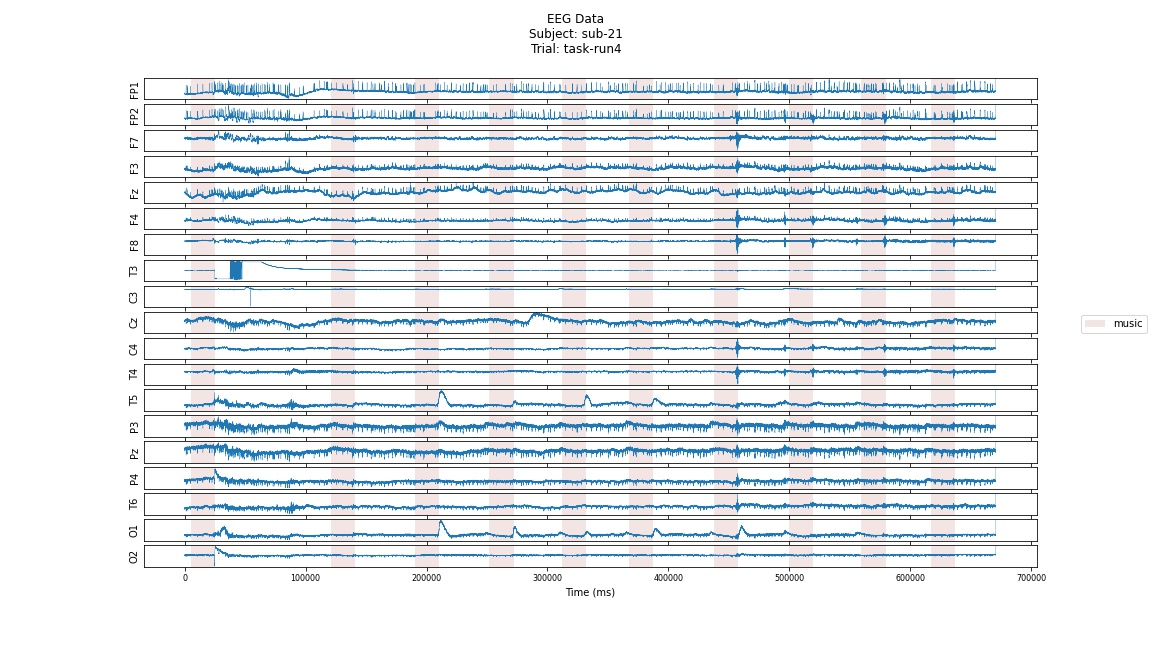 EEG Data
Subject: sub-21
Trial: task-run4
FP1
FP2
F7
F3
Fz
F4
F8
T3
C3
Cz
C4
T4
T5
P3
Pz
P4
T6
O1
O2
music
0 100000 200000 300000 400000 500000 600000 700000
Time (ms)